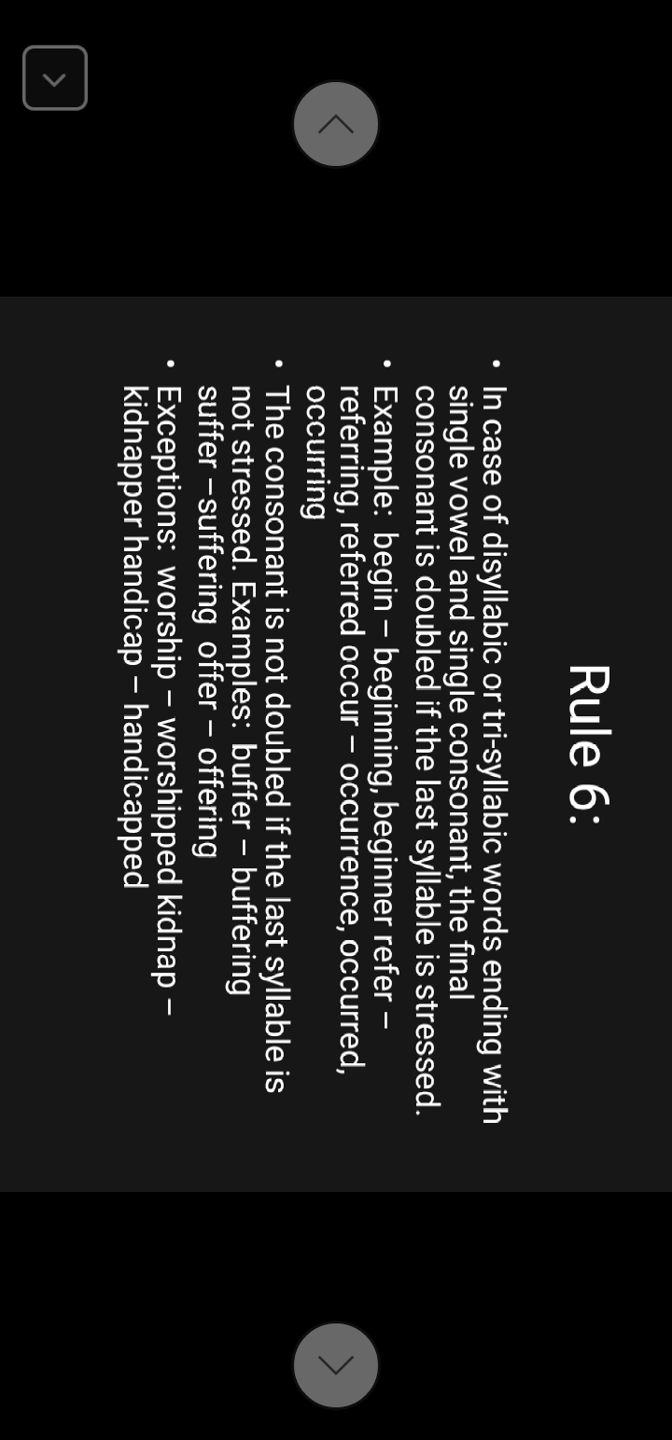 Rule 6:
• In case of disyllabic or tri-syllabic words ending with
single vowel and single consonant, the final
consonant is doubled if the last syllable is stressed.
• Example: begin – beginning, beginner refer –
referring, referred occur – occurrence, occurred,
occurring
• The consonant is not doubled if the last syllable is
not stressed. Examples: buffer – buffering
suffer –suffering offer – offering
• Exceptions: worship – worshipped kidnap –
kidnapper handicap – handicapped